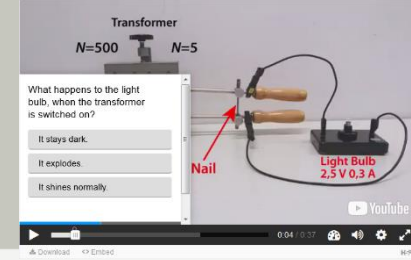 Transformer
N=500
N=5
What happens to the light
bulb, when the transformer
is switched on?
It stays dark.
It explodes.
It shines normally.
Nail
Light Bulb
2,5 V 0,3 A
YouTube
0:04 / 0:37
Download
Embed